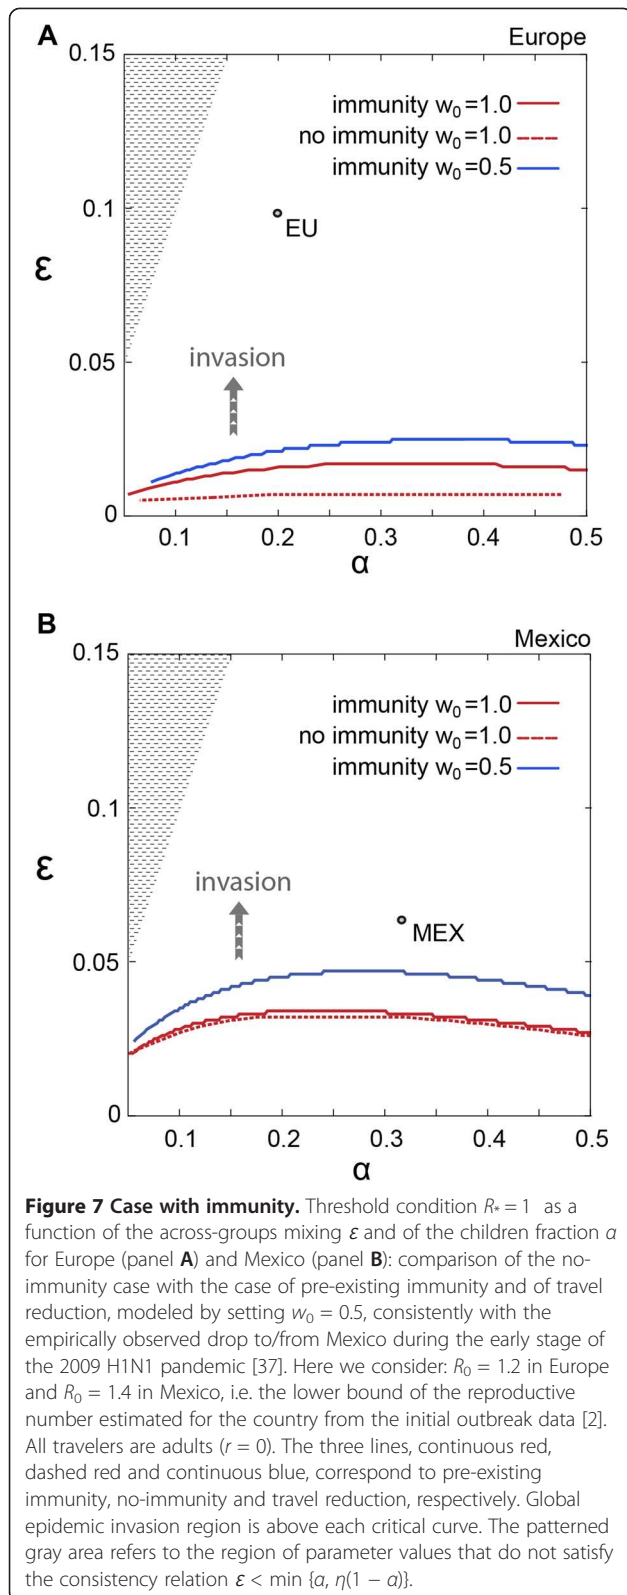 A
Europe
0.15
immunity w₀=1.0
no immunity w₀=1.0
immunity w₀=0.5
0.1
EU
ε
invasion
0.05
0
0.1 0.2 0.3 0.4 0.5
α
B
Mexico
0.15
immunity w₀=1.0
no immunity w₀=1.0
immunity w₀=0.5
0.1
ε
invasion
MEX
0.05
0
0.1 0.2 0.3 0.4 0.5
α
Figure 7 Case with immunity. Threshold condition R* = 1 as a
function of the across-groups mixing ε and of the children fraction α
for Europe (panel A) and Mexico (panel B): comparison of the no-
immunity case with the case of pre-existing immunity and of travel
reduction, modeled by setting w₀ = 0.5, consistently with the
empirically observed drop to/from Mexico during the early stage of
the 2009 H1N1 pandemic [37]. Here we consider: R₀ = 1.2 in Europe
and R₀ = 1.4 in Mexico, i.e. the lower bound of the reproductive
number estimated for the country from the initial outbreak data [2].
All travelers are adults (r = 0). The three lines, continuous red,
dashed red and continuous blue, correspond to pre-existing
immunity, no-immunity and travel reduction, respectively. Global
epidemic invasion region is above each critical curve. The patterned
gray area refers to the region of parameter values that do not satisfy
the consistency relation ε < min {α, η(1 − α)}.